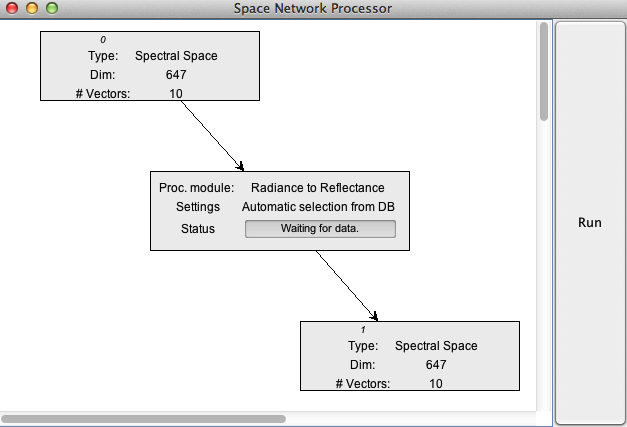 Space Network Processor
0
Type: Spectral Space
Dim: 647
# Vectors: 10
Proc. module: Radiance to Reflectance
Settings Automatic selection from DB
Status Waiting for data.
1
Type: Spectral Space
Dim: 647
# Vectors: 10
Run